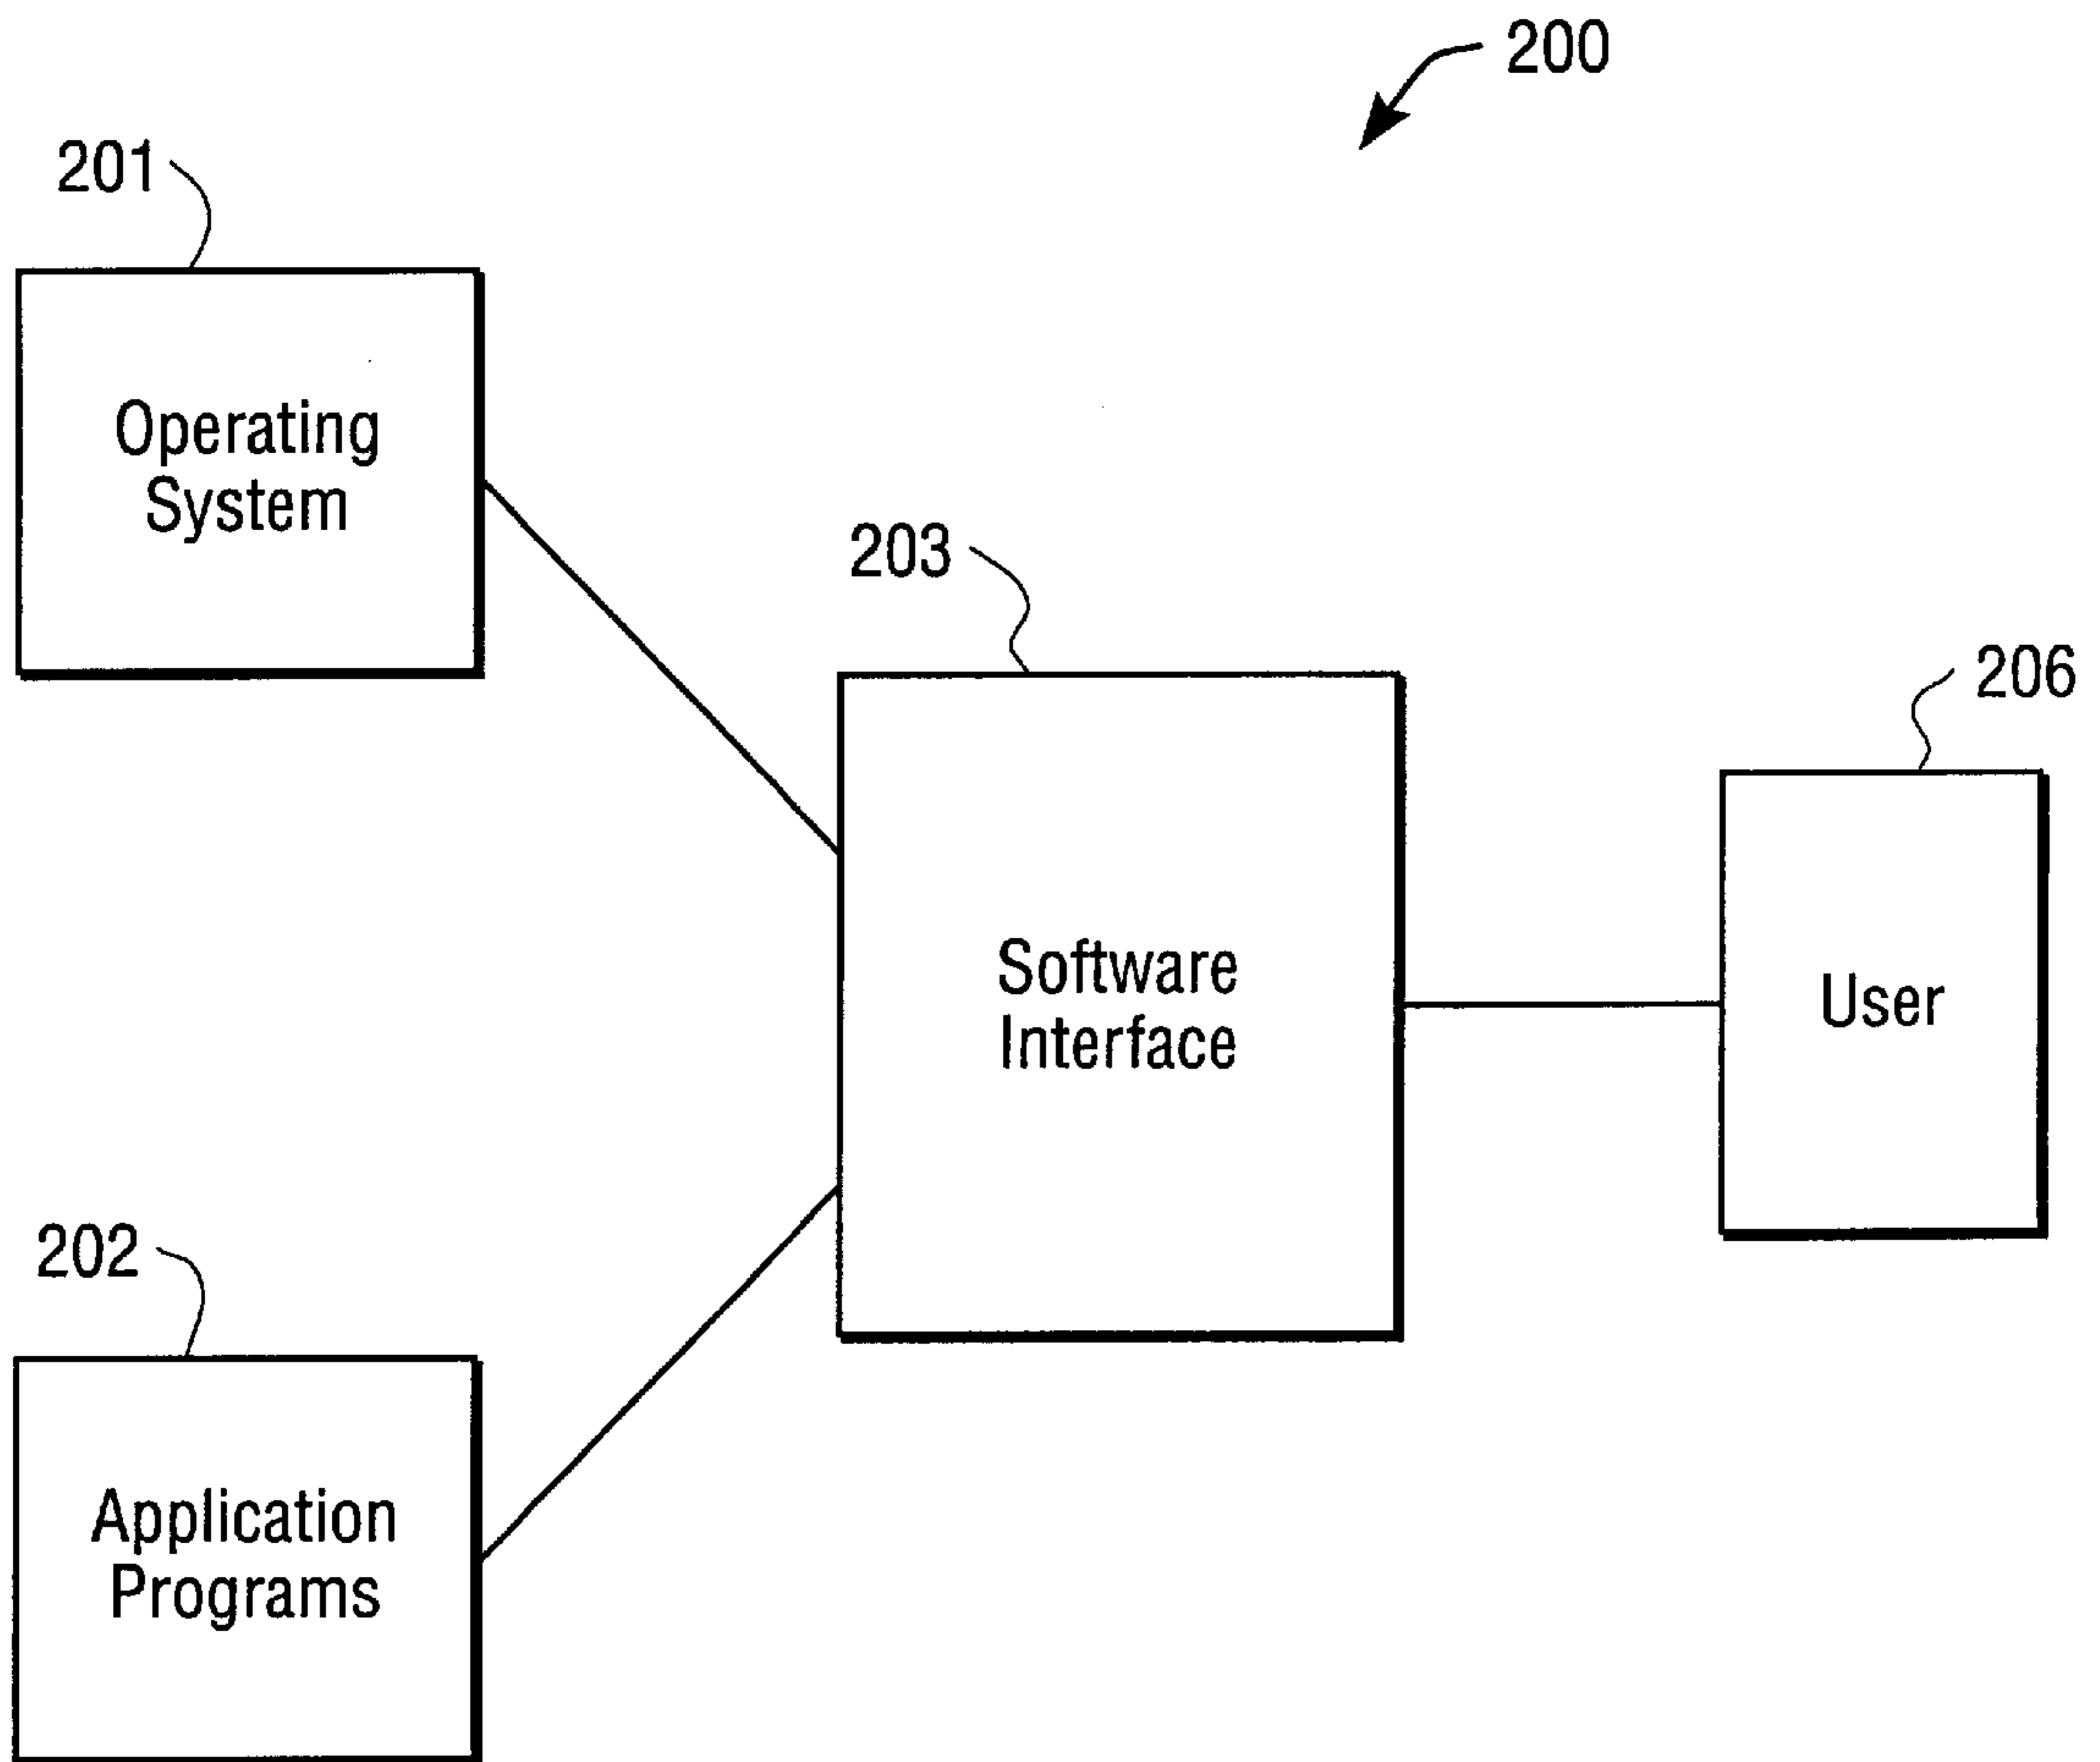 200
201
Operating
System
203
206
Software
Interface
User
202
Application
Programs